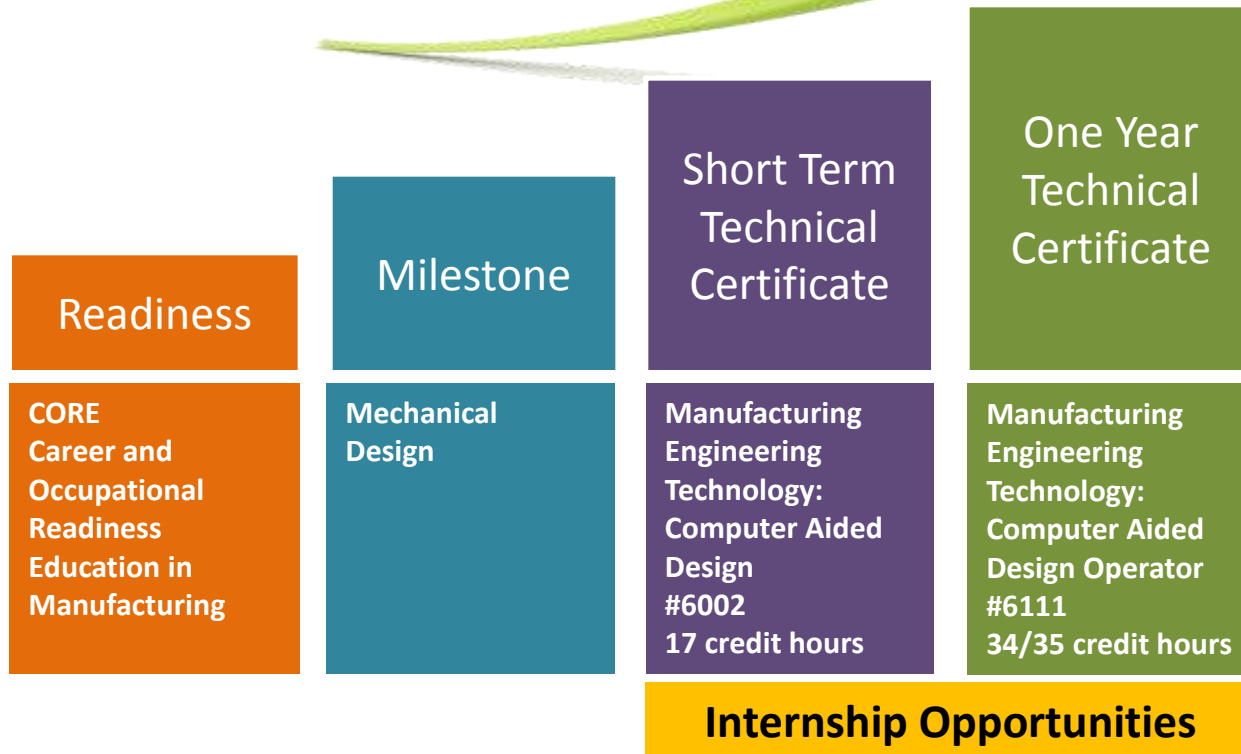 Readiness
Milestone
Short Term
Technical
Certificate
One Year
Technical
Certificate
CORE
Career and
Occupational
Readiness
Education in
Manufacturing
Mechanical
Design
Manufacturing
Engineering
Technology:
Computer Aided
Design
#6002
17 credit hours
Manufacturing
Engineering
Technology:
Computer Aided
Design Operator
#6111
34/35 credit hours
Internship Opportunities